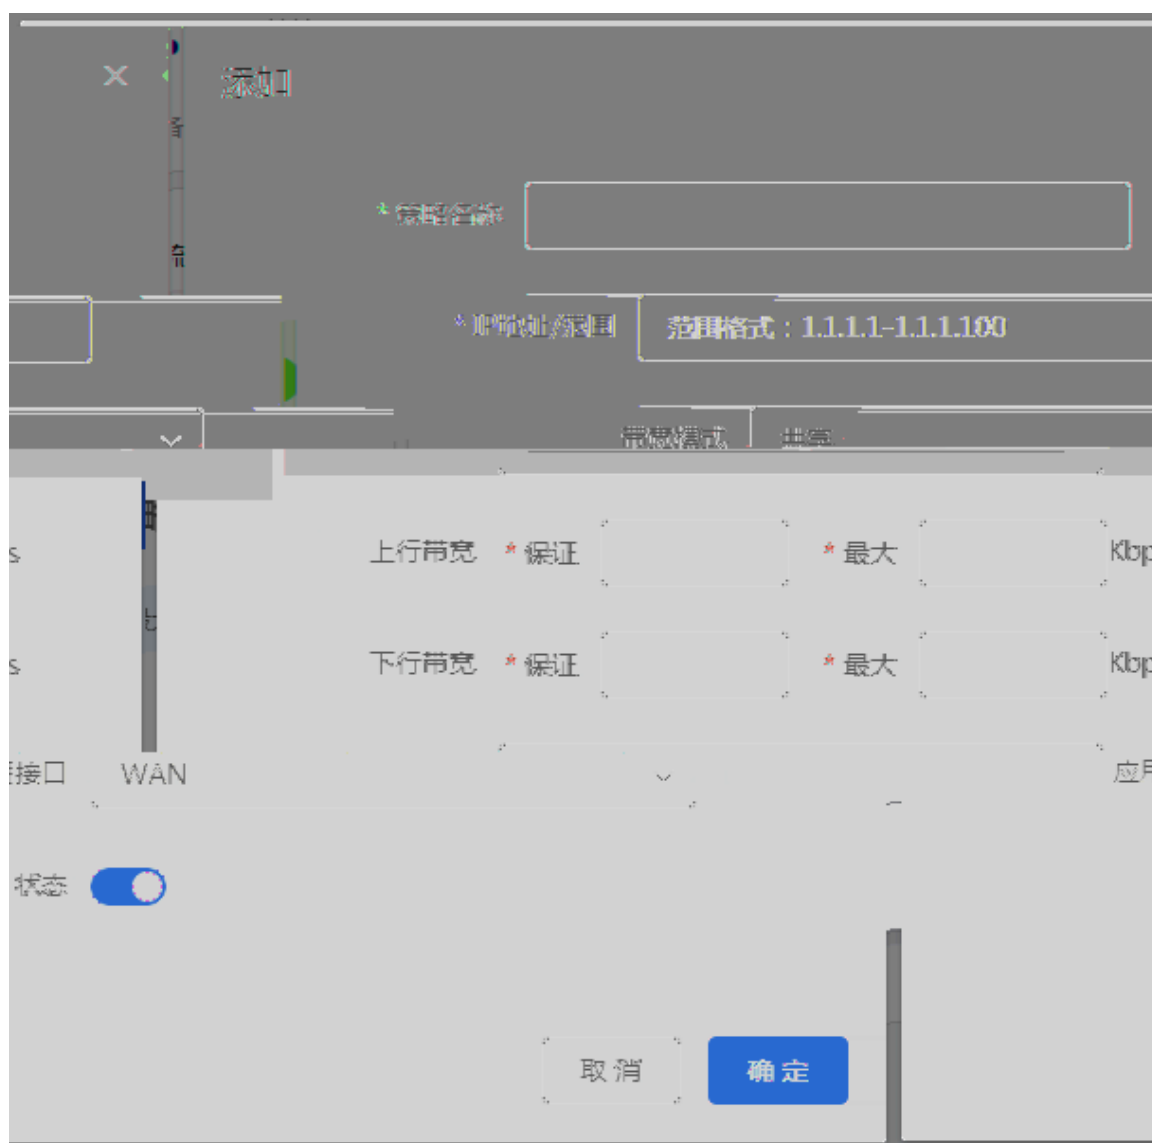 添加
* 策略名称
* IP地址/范围 范围格式：1.1.1.1-1.1.1.100
带宽模式 共享
s 上行带宽 * 保证 * 最大 Kbp
s 下行带宽 * 保证 * 最大 Kbp
接口 WAN 应用
状态
取消 确定